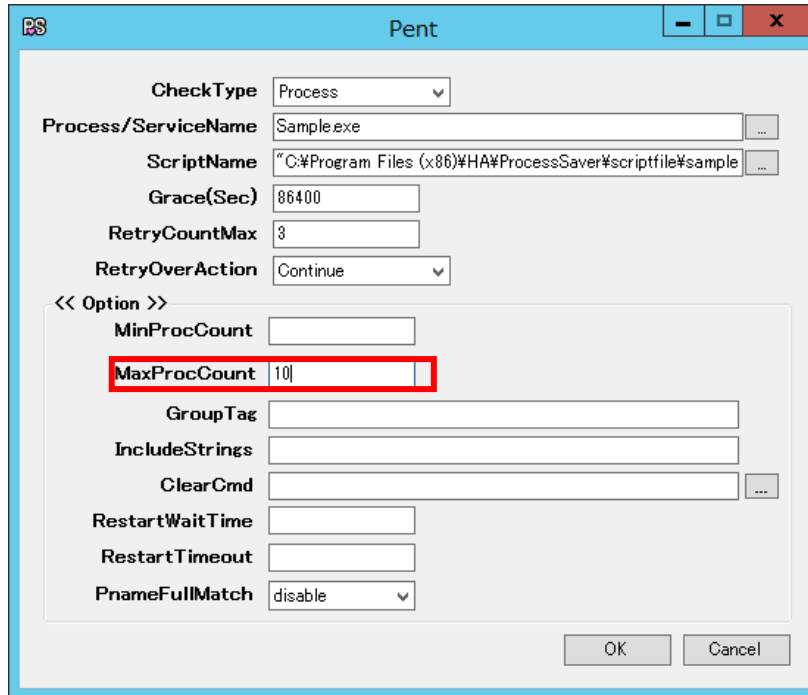 PS
Pent
CheckType Process
Process/ServiceName Sample.exe ...
ScriptName "C:¥Program Files (x86)¥HA¥ProcessSaver¥scriptfile¥sample ...
Grace(Sec) 86400
RetryCountMax 3
RetryOverAction Continue
<< Option >>
MinProcCount
MaxProcCount 10
GroupTag
IncludeStrings
ClearCmd ...
RestartWaitTime
RestartTimeout
PnameFullMatch disable
OK Cancel